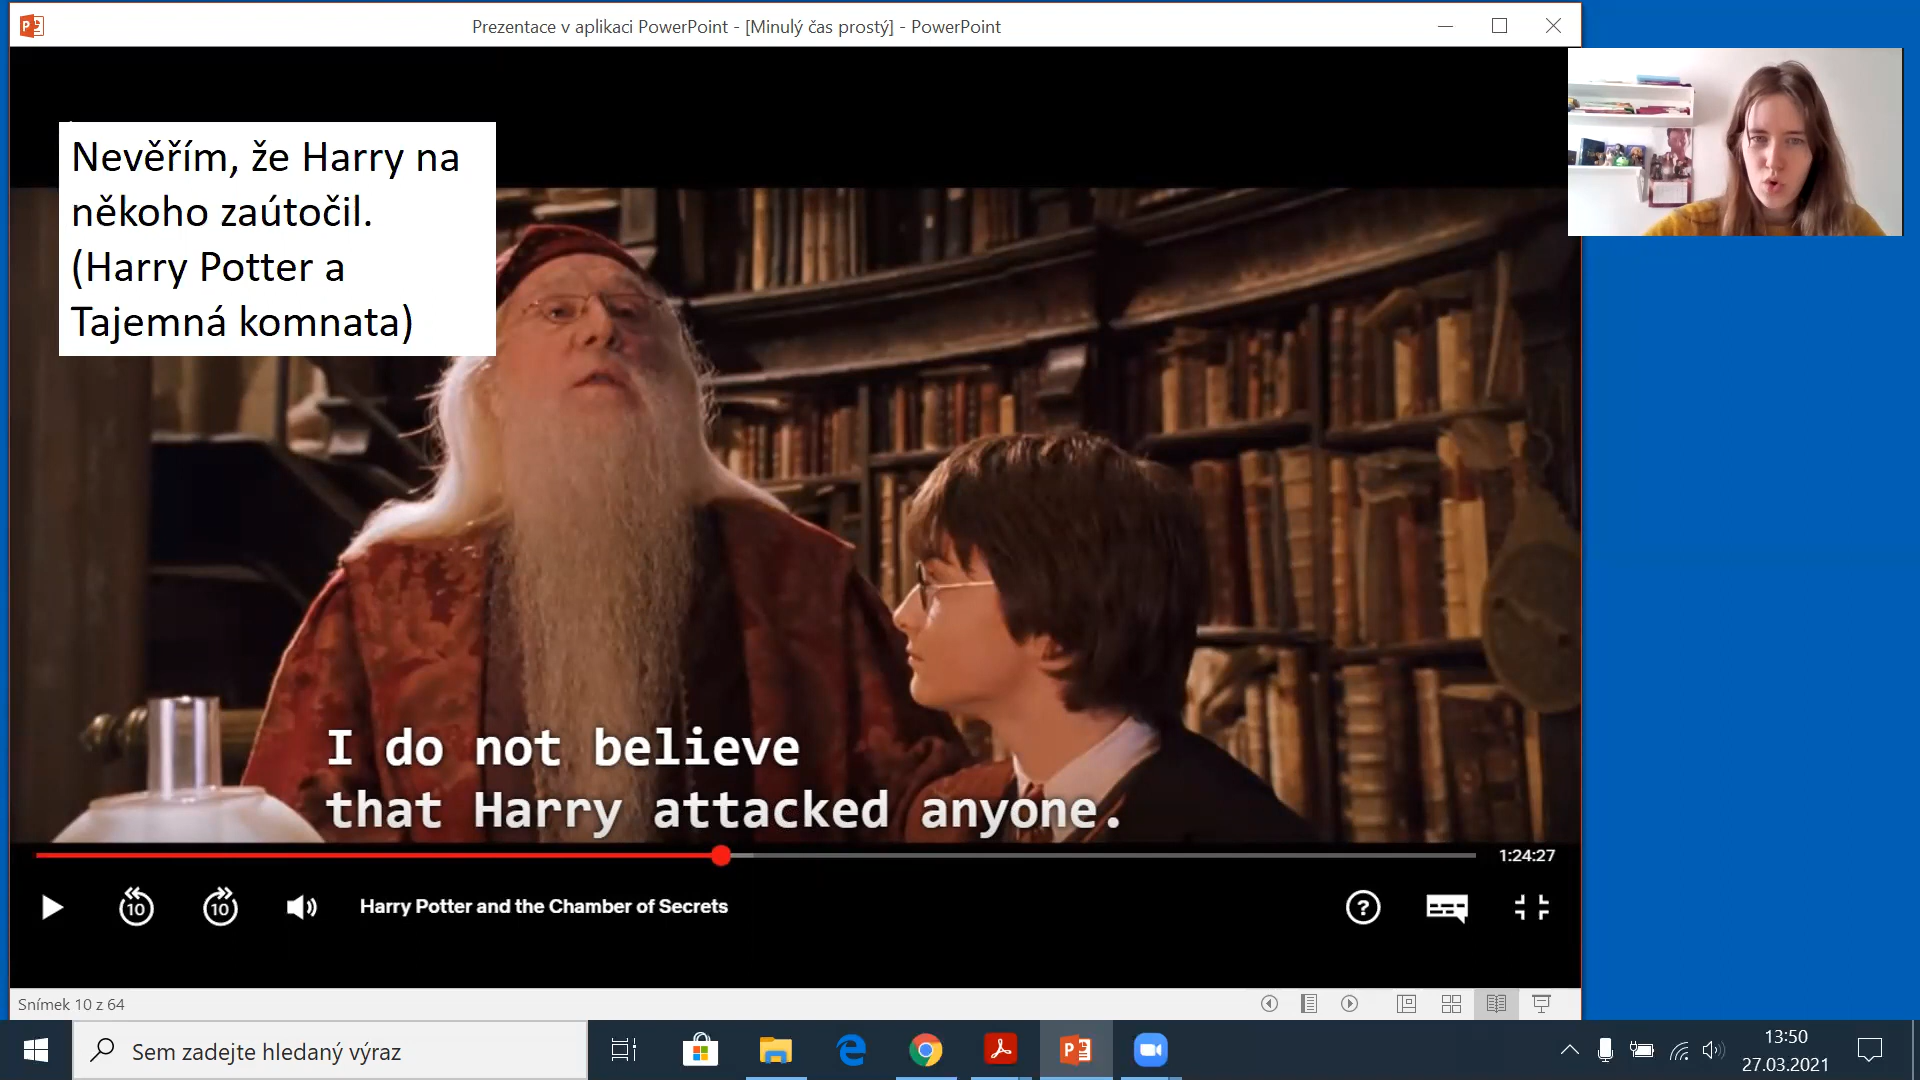 Prezentace v aplikaci PowerPoint - [Minulý čas prostý] - PowerPoint
Nevěřím, že Harry na
někoho zaútočil.
(Harry Potter a
Tajemná komnata)
I do not believe
that Harry attacked anyone.
1:24:27
10
10
Harry Potter and the Chamber of Secrets
?
Snímek 10 z 64
Sem zadejte hledaný výraz
13:50
27.03.2021